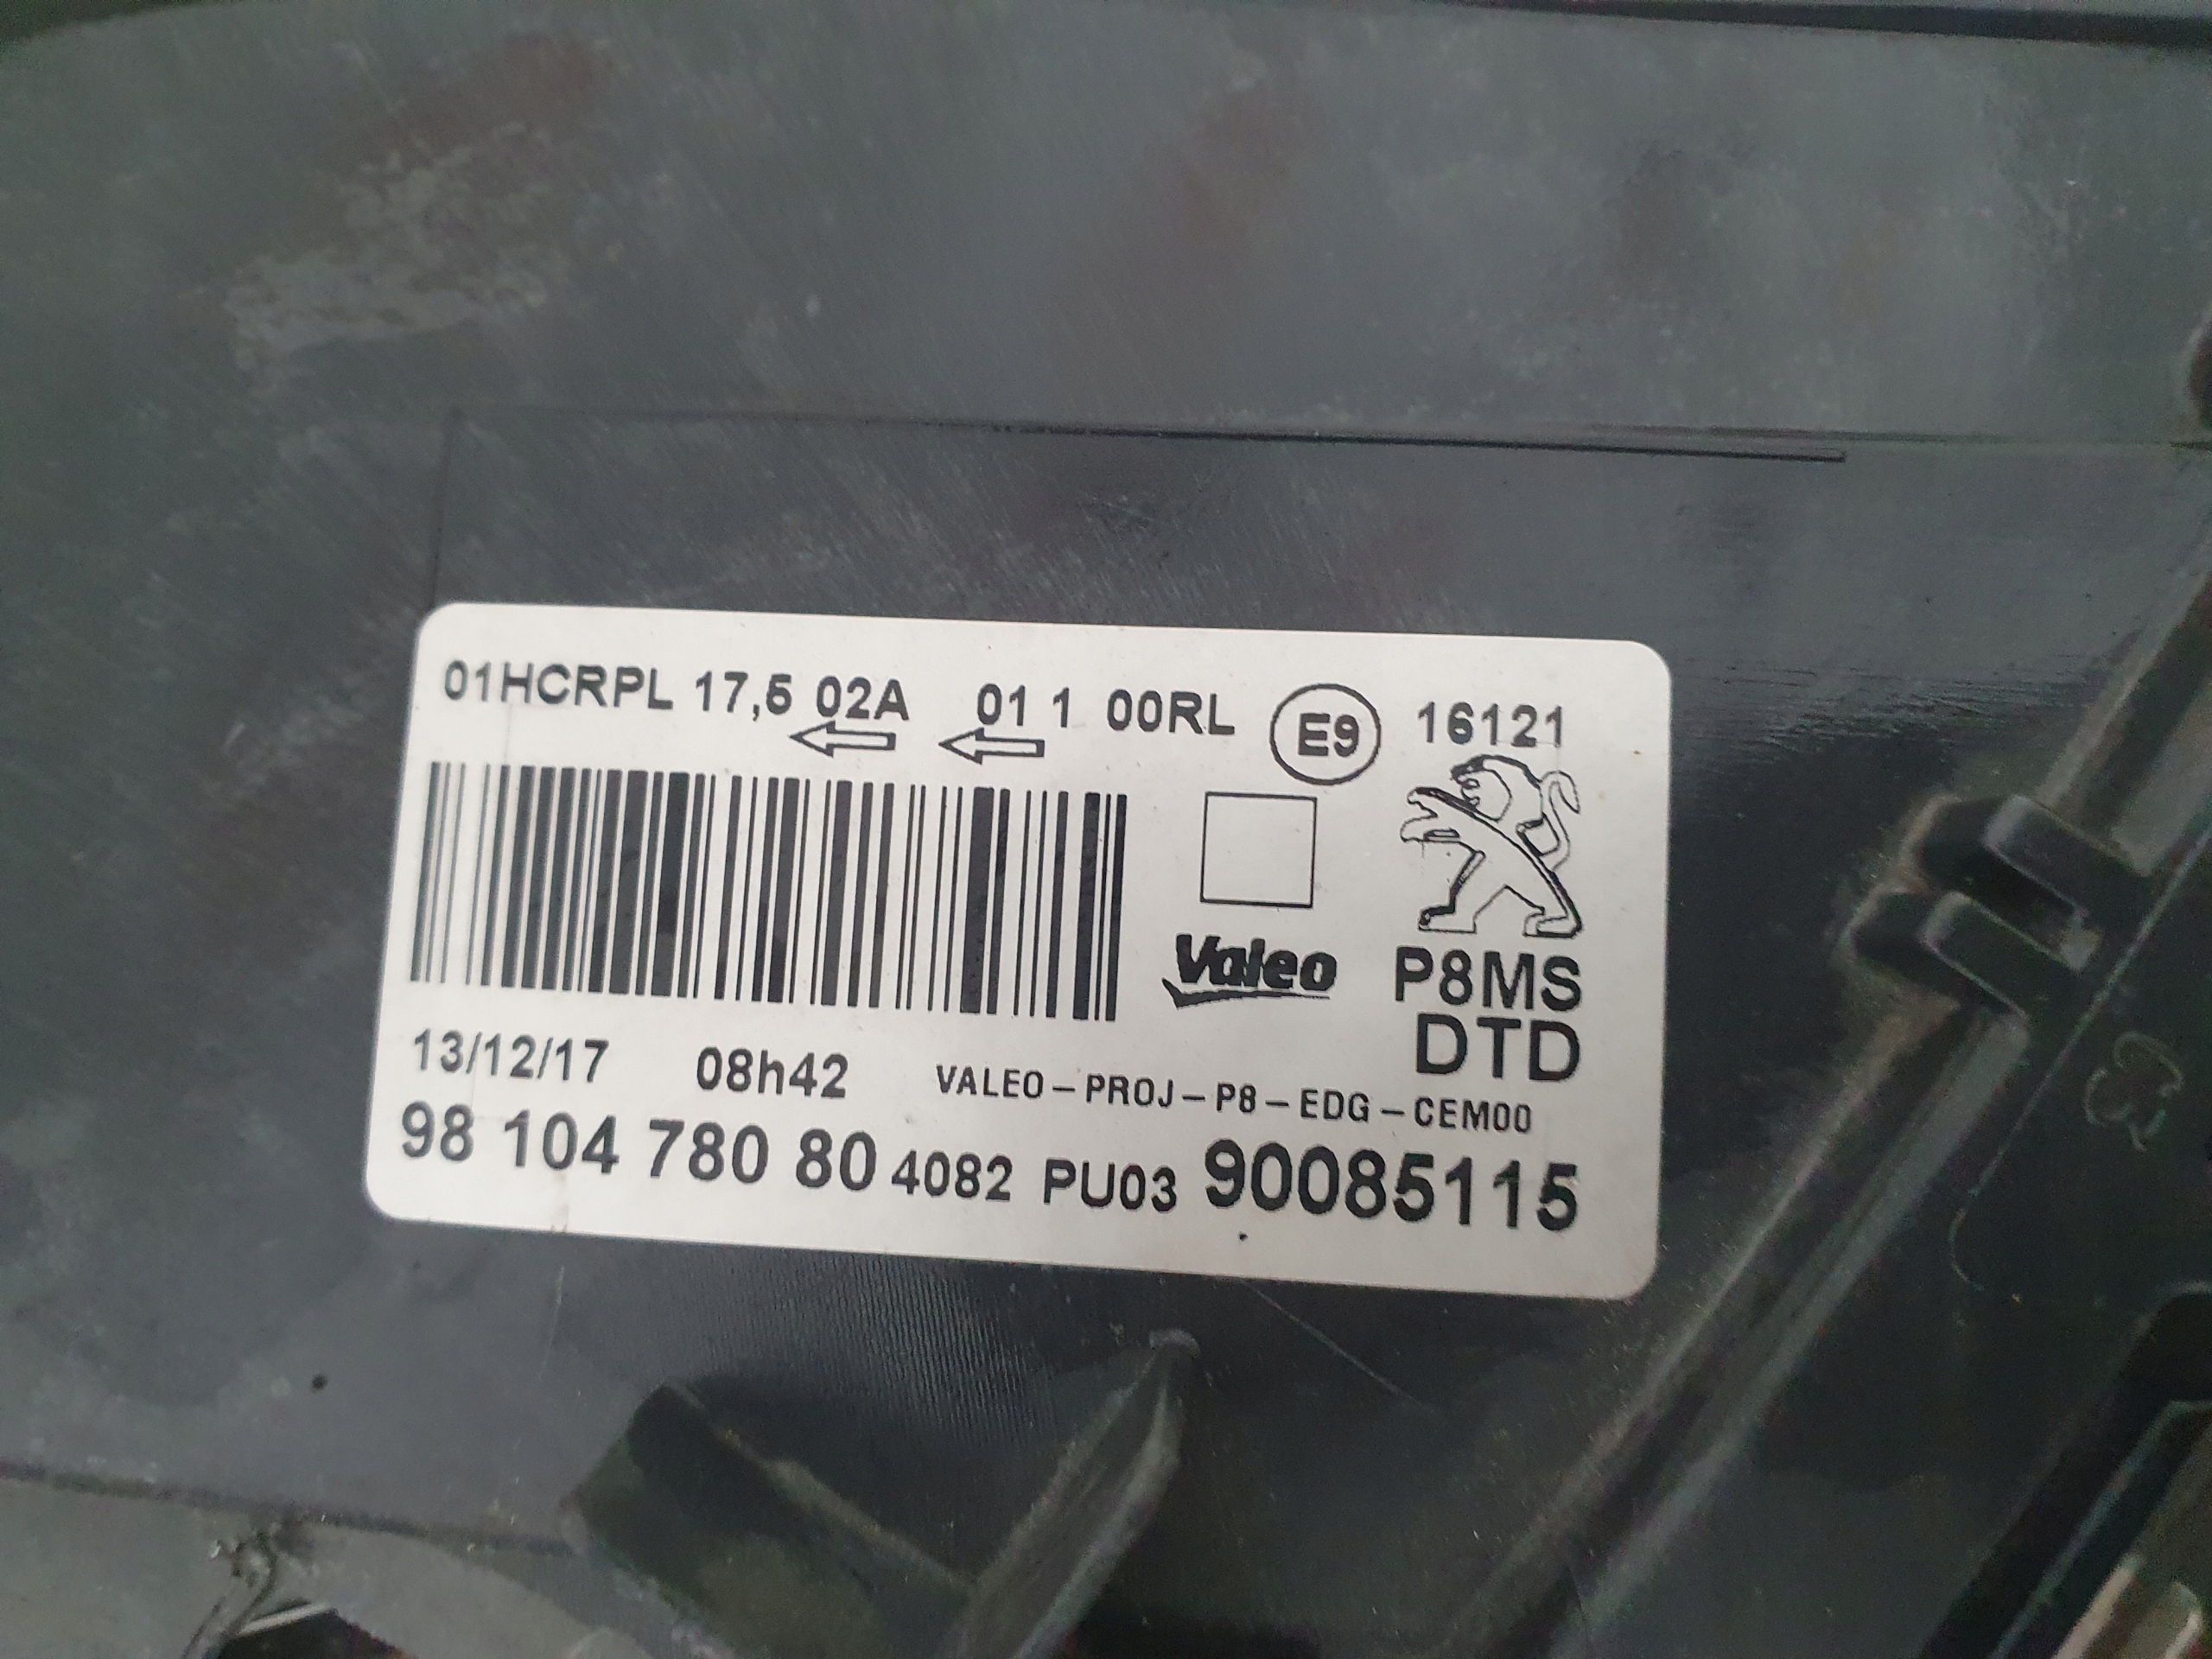 01HCRPL 17,5 02A 01 1 00RL E9 16121
Valeo
P8MS
DTD
13/12/17 08h42 VALEO-PROJ-P8-EDG-CEM00
98 104 780 80 4082 PU03 90085115